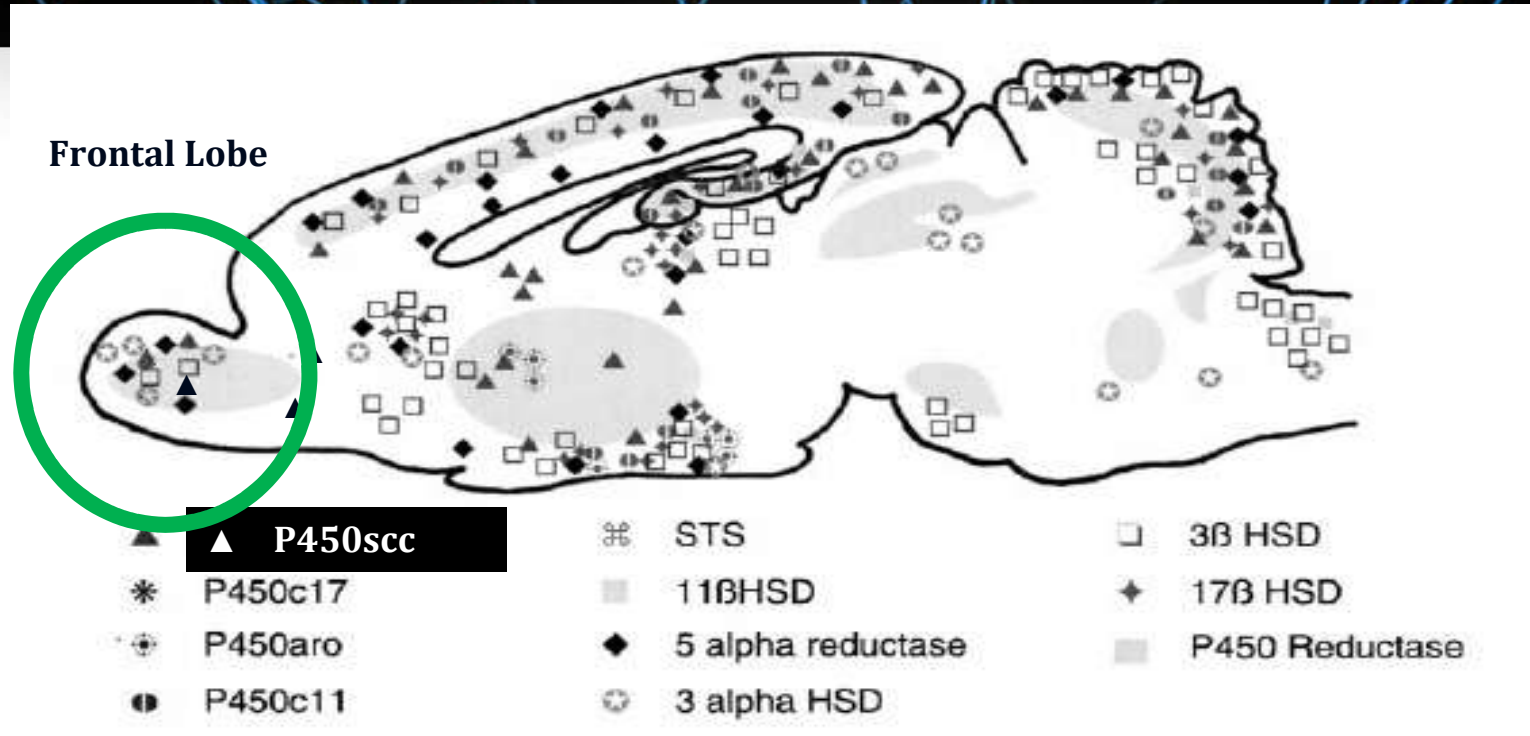 Frontal Lobe
P450scc
STS
3ß HSD
P450c17
11ßHSD
17ß HSD
P450aro
5 alpha reductase
P450 Reductase
P450c11
3 alpha HSD